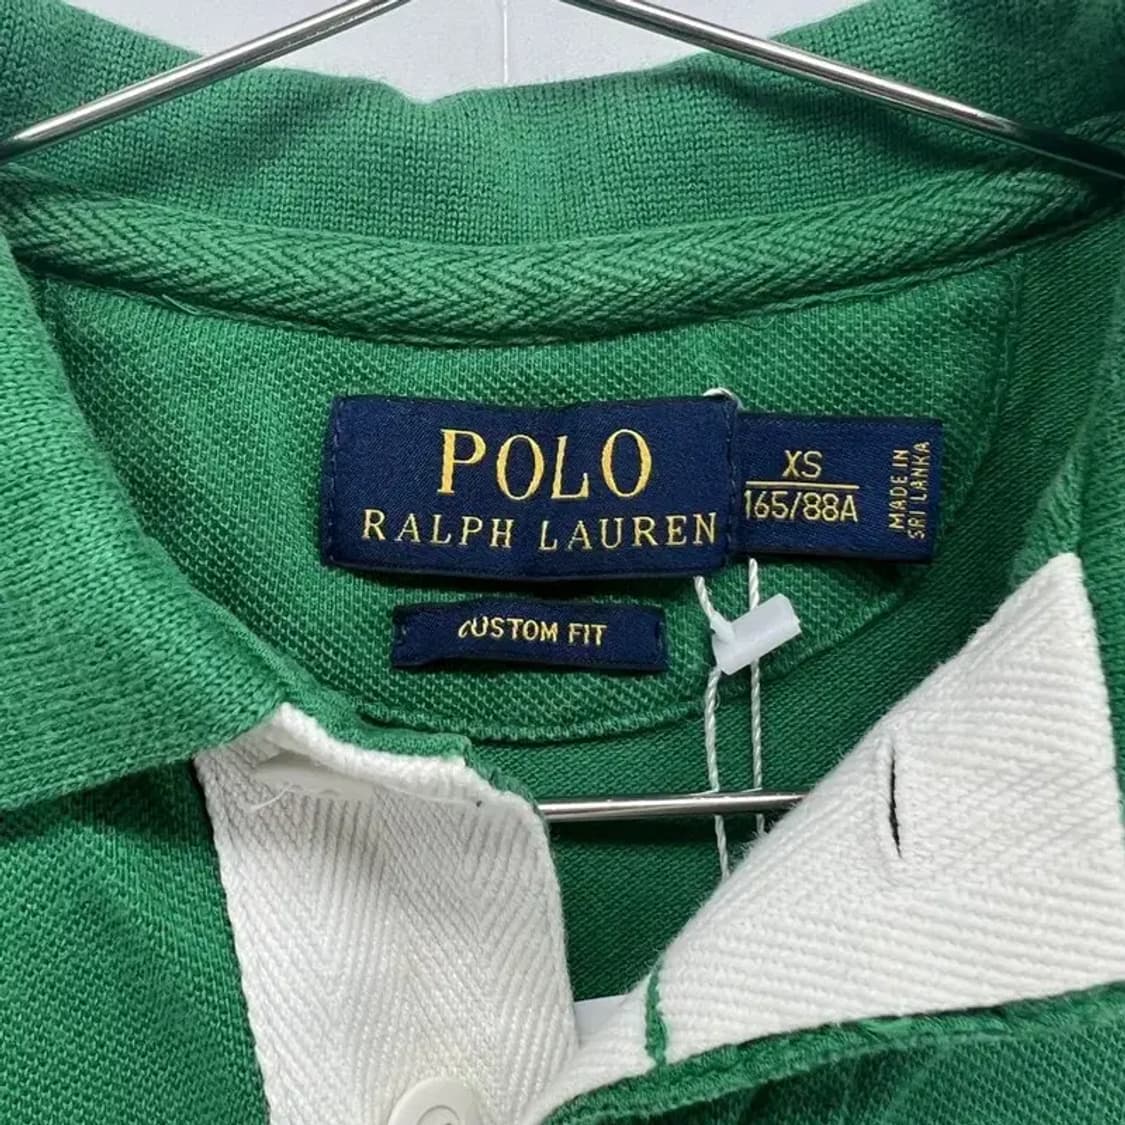 POLO
RALPH LAUREN
XS
165/88A
MADE IN
SRI LANKA
CUSTOM FIT